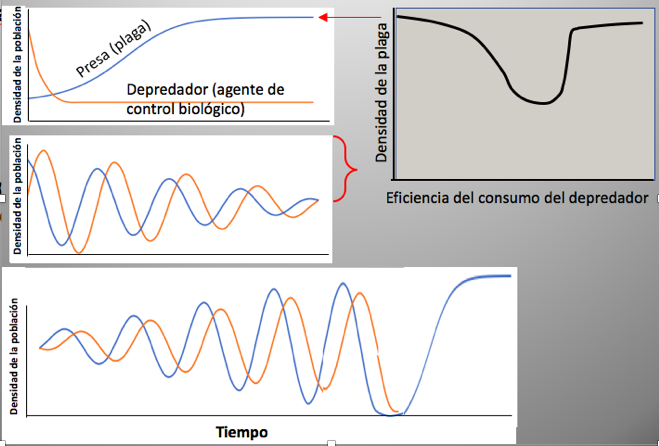 Densidad de la población
Presa (plaga)
Depredador (agente de
control biológico)
Densidad de la plaga
Eficiencia del consumo del depredador
Densidad de la población
Densidad de la población
Tiempo